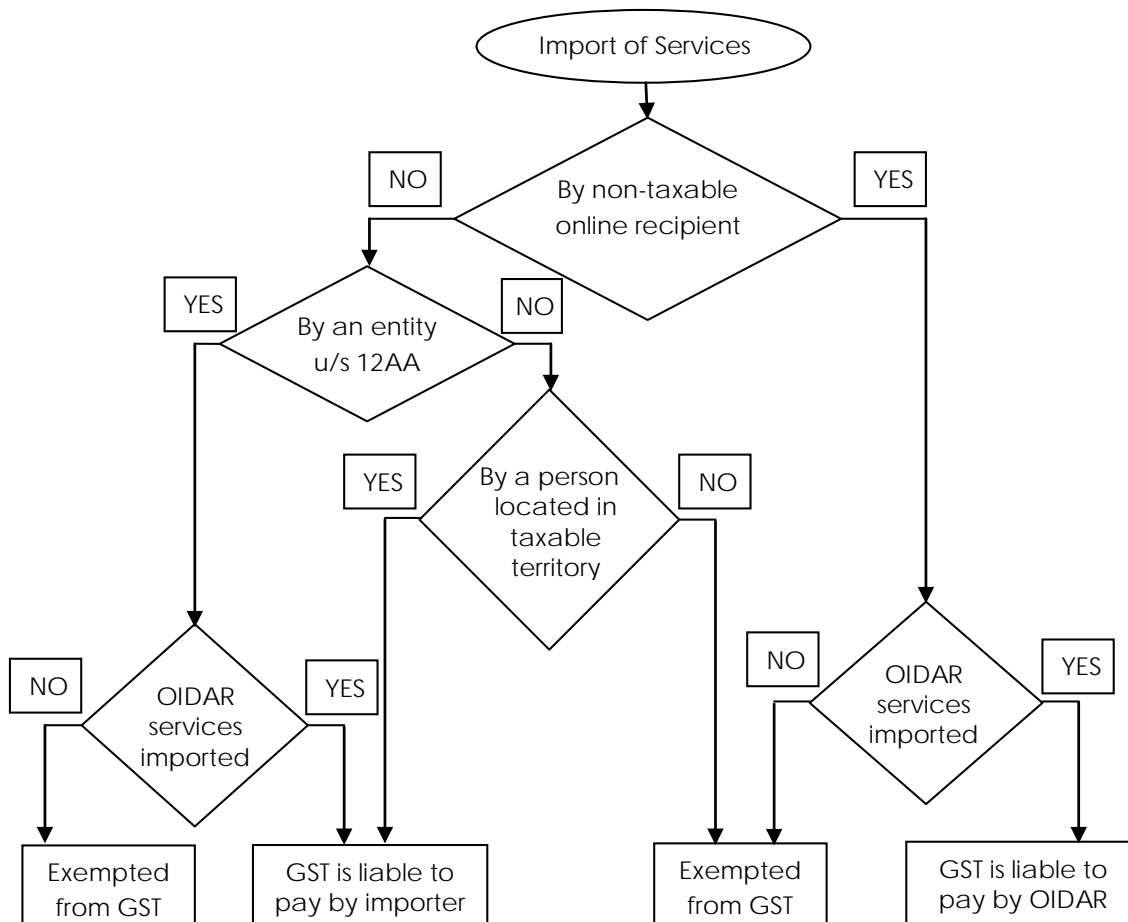 Import of Services
NO
YES
By non-taxable
online recipient
YES
NO
By an entity
u/s 12AA
YES
NO
By a person
located in
taxable
territory
NO
YES
OIDAR
services
imported
NO
YES
OIDAR
services
imported
Exempted
from GST
GST is liable to
pay by importer
Exempted
from GST
GST is liable to
pay by OIDAR